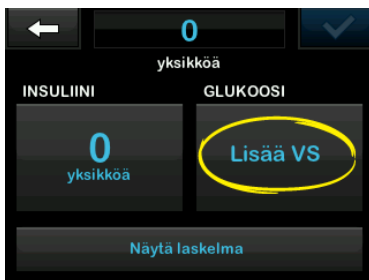 0
yksikköä
INSULIINI
GLUKOOSI
0
yksikköä
Lisää VS
Näytä laskelma